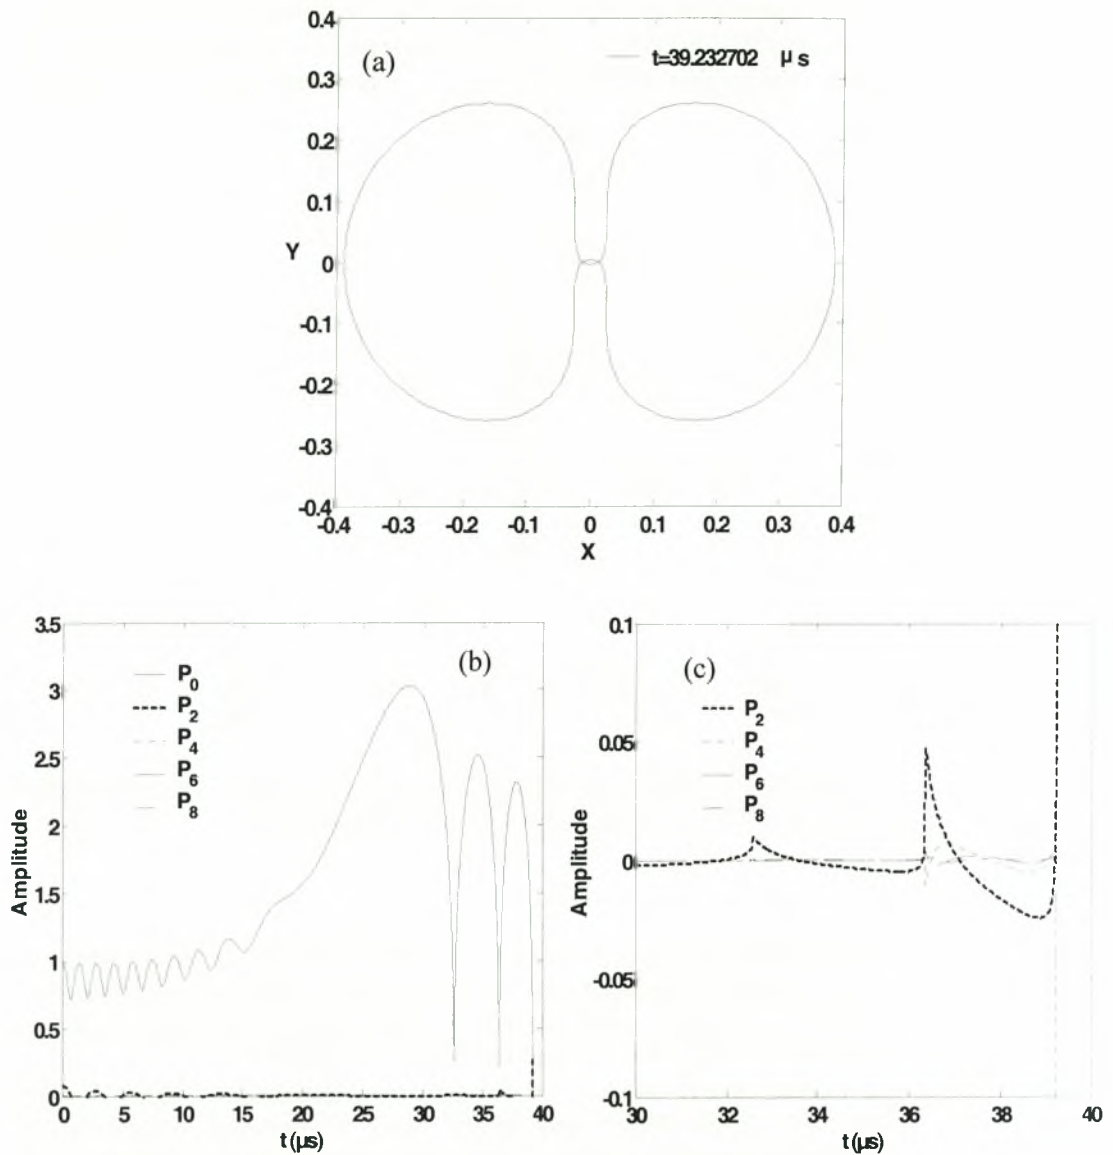 0.4
(a)
t=39.232702 μs
0.3
0.2
0.1
Y
0
-0.1
-0.2
-0.3
-0.4
-0.4 -0.3 -0.2 -0.1 0 0.1 0.2 0.3 0.4
X
3.5
(b)
P0
P2
P4
P6
P8
3
2.5
2
1.5
1
0.5
0
Amplitude
0 5 10 15 20 25 30 35 40
t(μs)
0.1
(c)
P2
P4
P6
P8
0.05
0
-0.05
-0.1
Amplitude
30 32 34 36 38 40
t(μs)